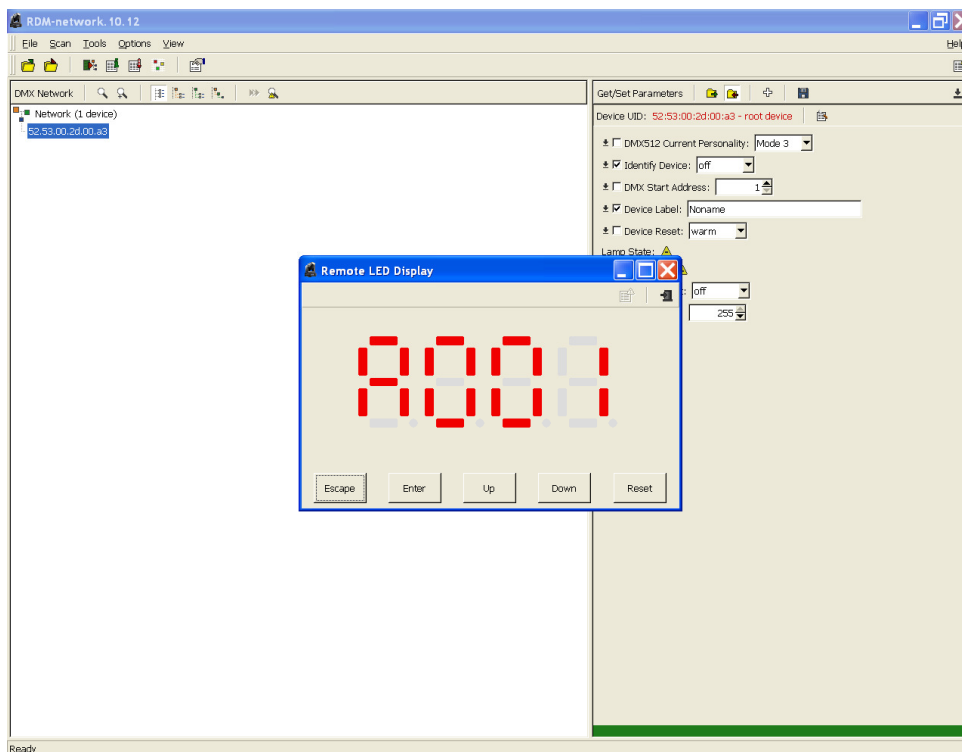 RDM-network.10.12
File Scan Tools Options View Help
DMX Network
Get/Set Parameters
Network (1 device)
52.53.00.2d.00.a3
Device UID: 52:53:00:2d:00:a3 - root device
DMX512 Current Personality: Mode 3
Identify Device: off
DMX Start Address: 1
Device Label: Noname
Device Reset: warm
Lamp State:
: off
255
Remote LED Display
A001
Escape Enter Up Down Reset
Ready